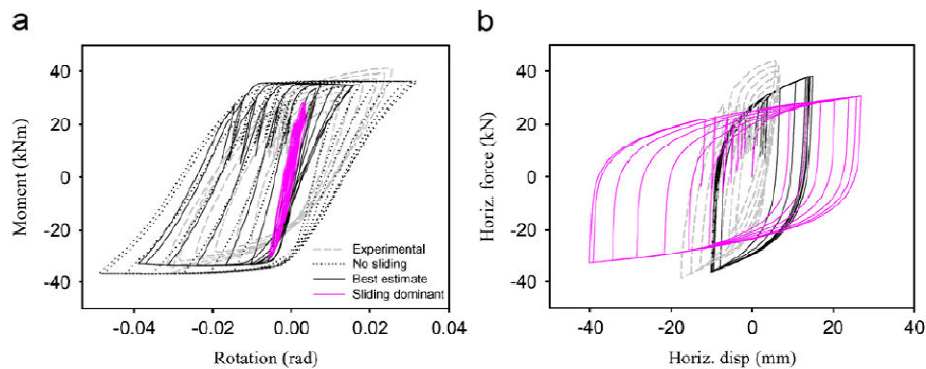 a
b
40
20
0
-20
-40
Moment (kNm)
Experimental
No sliding
Best estimate
Sliding dominant
-0.04
-0.02
0.00
0.02
0.04
Rotation (rad)
40
20
0
-20
-40
Horiz. force (kN)
-40
-20
0
20
40
Horiz. disp (mm)